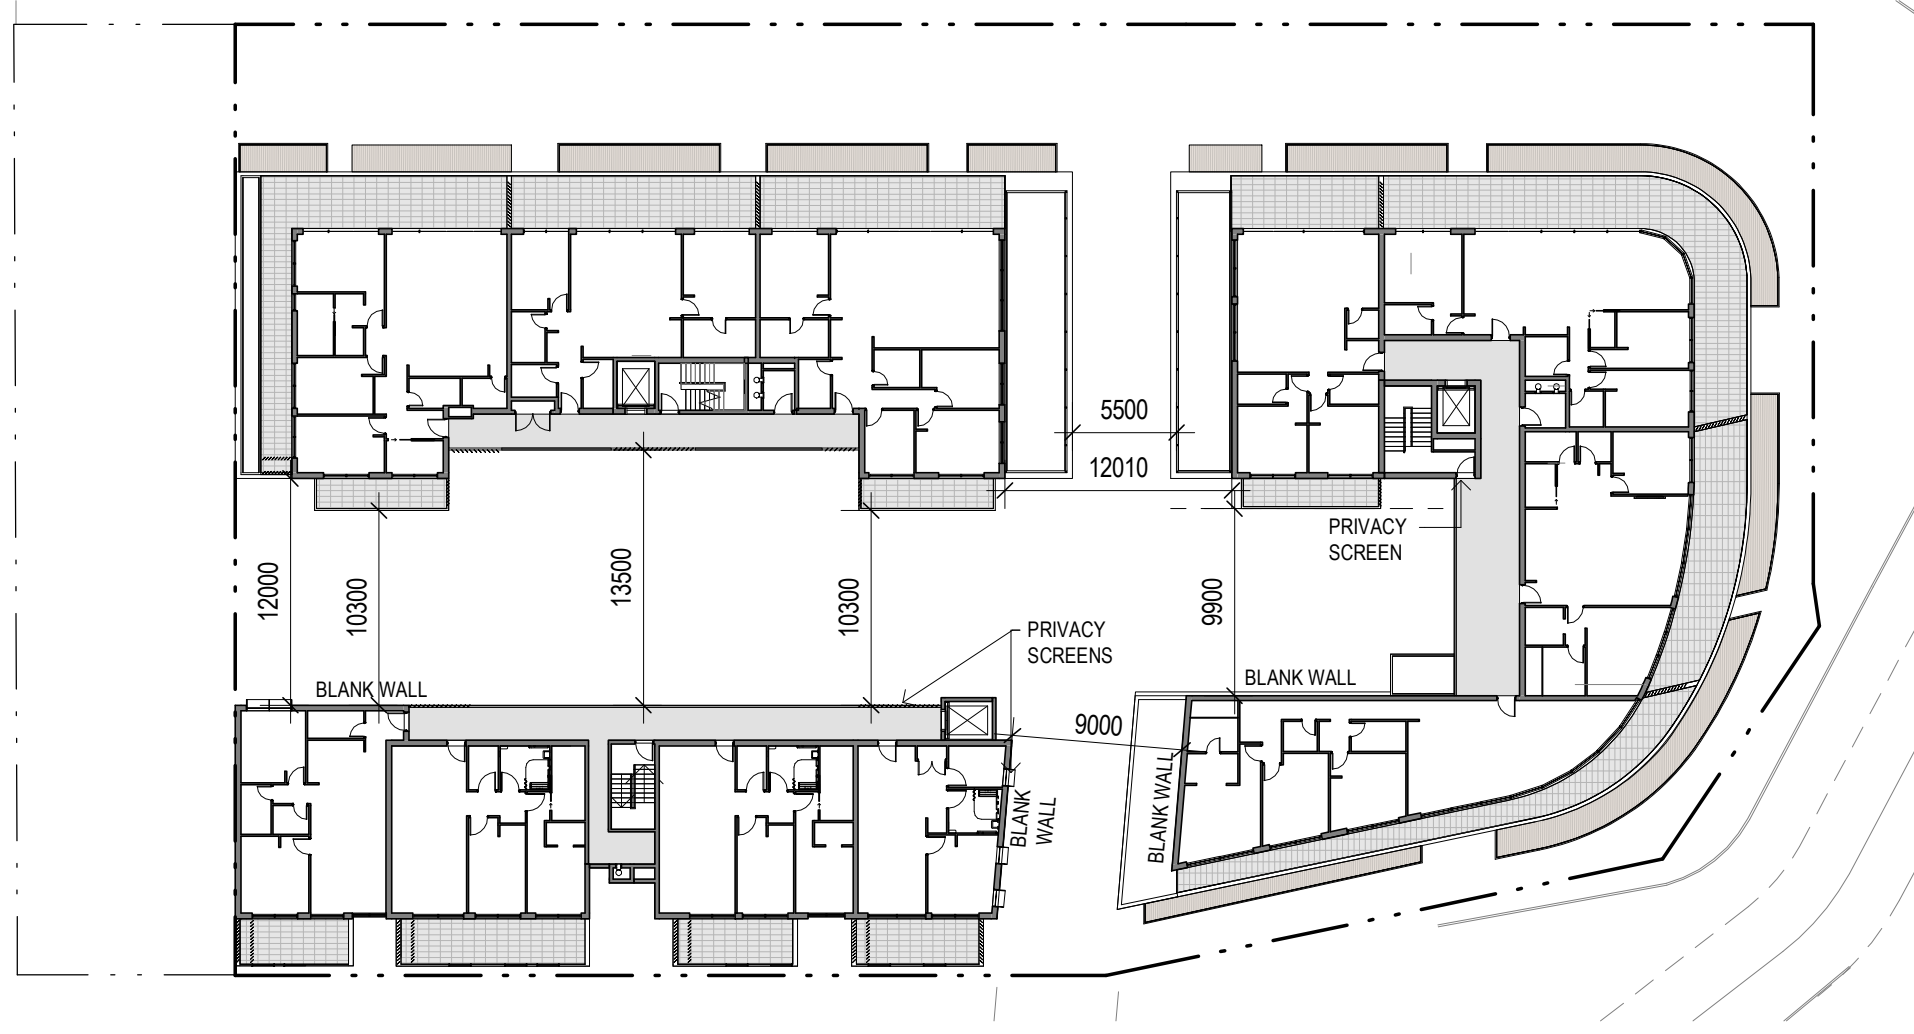 5500
12010
PRIVACY
SCREEN
12000
10300
13500
10300
9900
PRIVACY
SCREENS
BLANK WALL
BLANK WALL
9000
BLANK
WALL
BLANK WALL